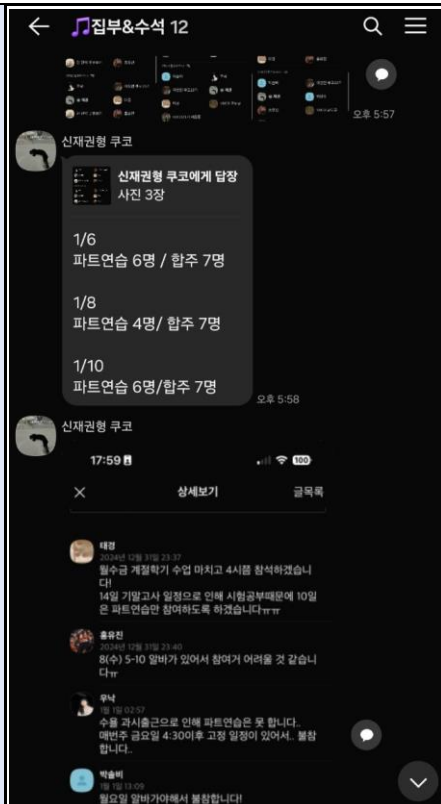 🎵집부&수석 12
오후 5:57
신재권형 쿠코
신재권형 쿠코에게 답장
사진 3장
1/6
파트연습 6명 / 합주 7명
1/8
파트연습 4명/ 합주 7명
1/10
파트연습 6명/합주 7명
오후 5:58
신재권형 쿠코
17:59
100
상세보기
글목록
태경
2024년 12월 31일 23:37
월수금 계절학기 수업 마치고 4시쯤 참석하겠습니
다!
14일 기말고사 일정으로 인해 시험공부때문에 10일
은 파트연습만 참여하도록 하겠습니다ㅠㅠ
홍유진
2024년 12월 31일 23:40
8(수) 5-10 알바가 있어서 참여거 어려울 것 같습니
다ㅠ
우낙
1월 1일 02:57
수욜 과시출근으로 인해 파트연습은 못 합니다..
매번주 금요일 4:30이후 고정 일정이 있어서.. 불참
합니다..
박솔비
1월 1일 13:09
월요일 알바가야해서 불참합니다!